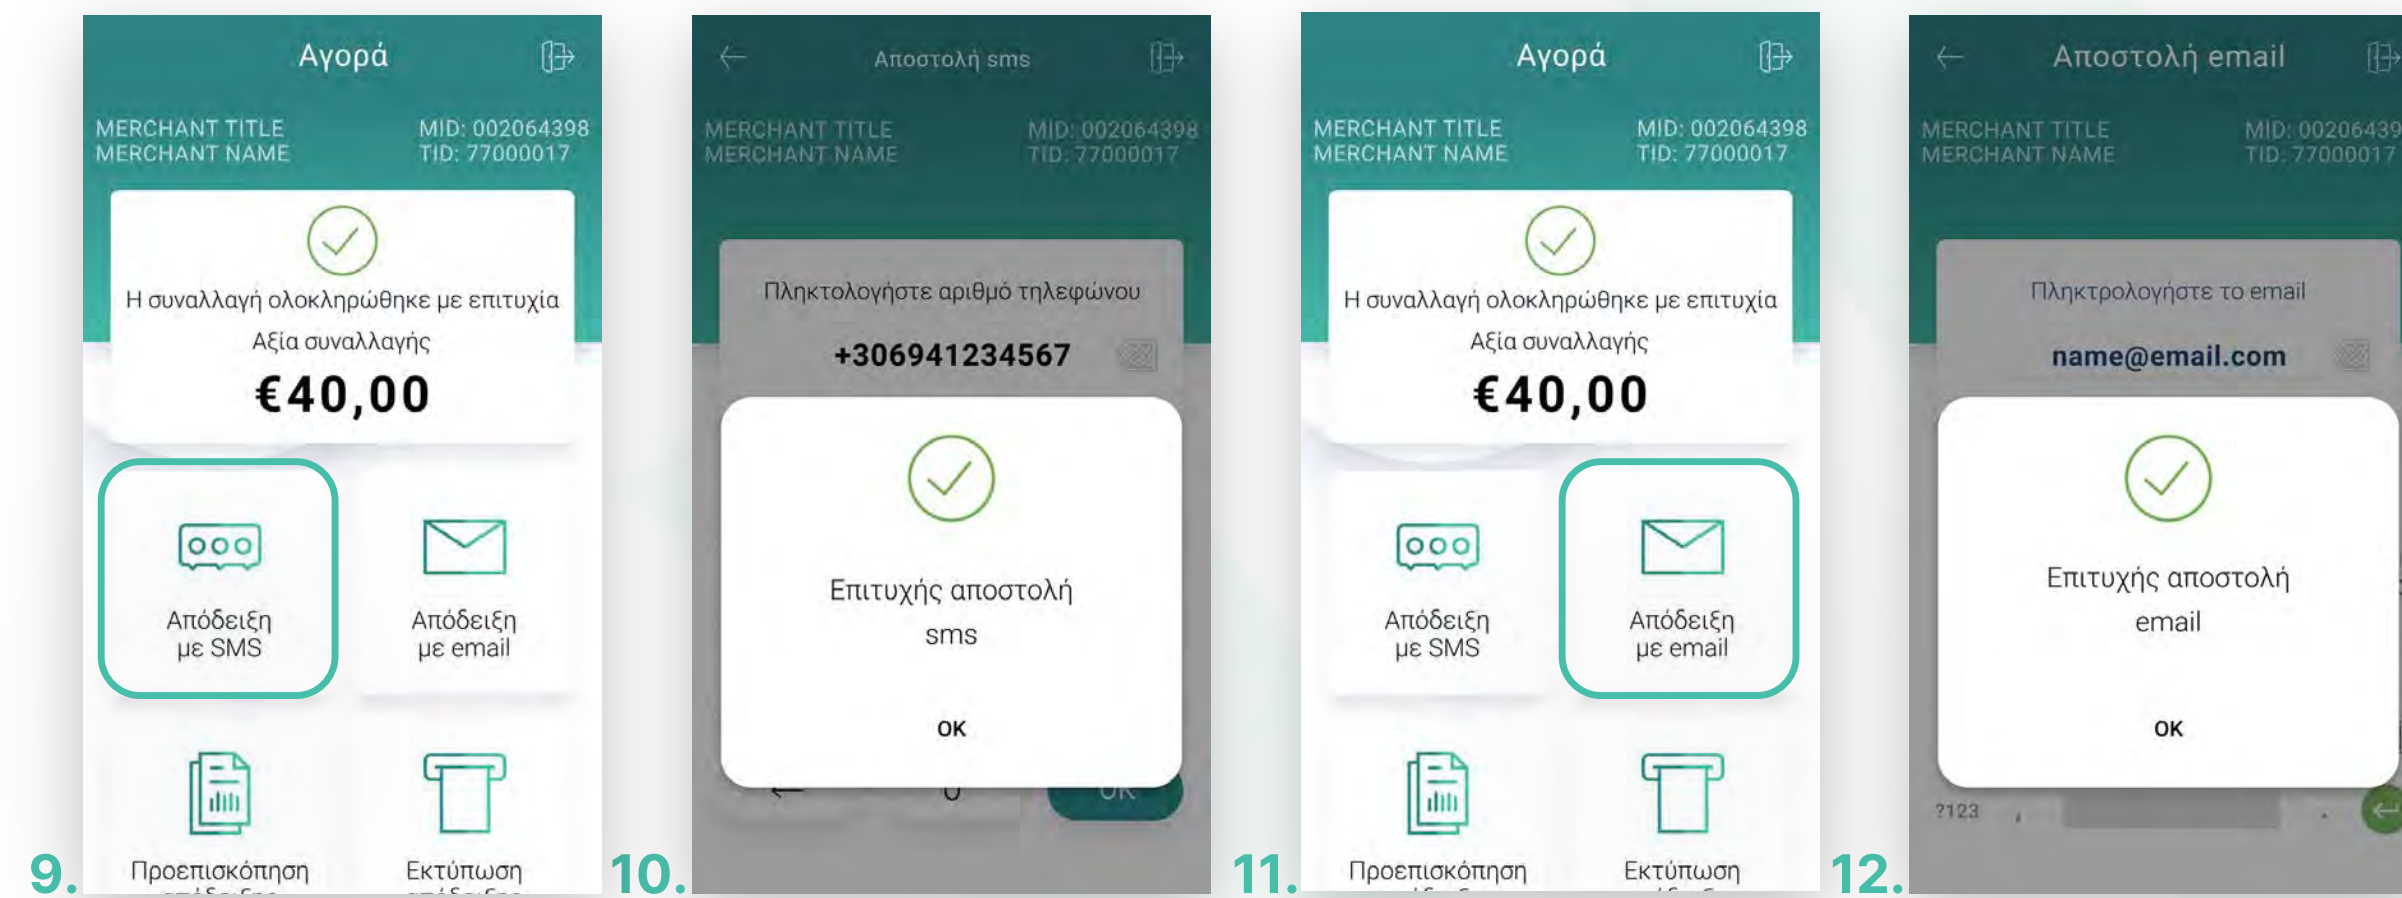 Αγορά
MERCHANT TITLE
MERCHANT NAME
MID: 002064398
TID: 77000017
Η συναλλαγή ολοκληρώθηκε με επιτυχία
Αξία συναλλαγής
€40,00
Απόδειξη
με SMS
Απόδειξη
με email
Προεπισκόπηση
Εκτύπωση
9.
Αποστολή sms
MERCHANT TITLE
MERCHANT NAME
MID: 002064398
TID: 77000017
Πληκτολογήστε αριθμό τηλεφώνου
+306941234567
Επιτυχής αποστολή
sms
OK
OK
10.
Αγορά
MERCHANT TITLE
MERCHANT NAME
MID: 002064398
TID: 77000017
Η συναλλαγή ολοκληρώθηκε με επιτυχία
Αξία συναλλαγής
€40,00
Απόδειξη
με SMS
Απόδειξη
με email
Προεπισκόπηση
Εκτύπωση
11.
Αποστολή email
MERCHANT TITLE
MERCHANT NAME
MID: 00206439
TID: 77000017
Πληκτρολογήστε το email
name@email.com
Επιτυχής αποστολή
email
OK
?123 , .
12.